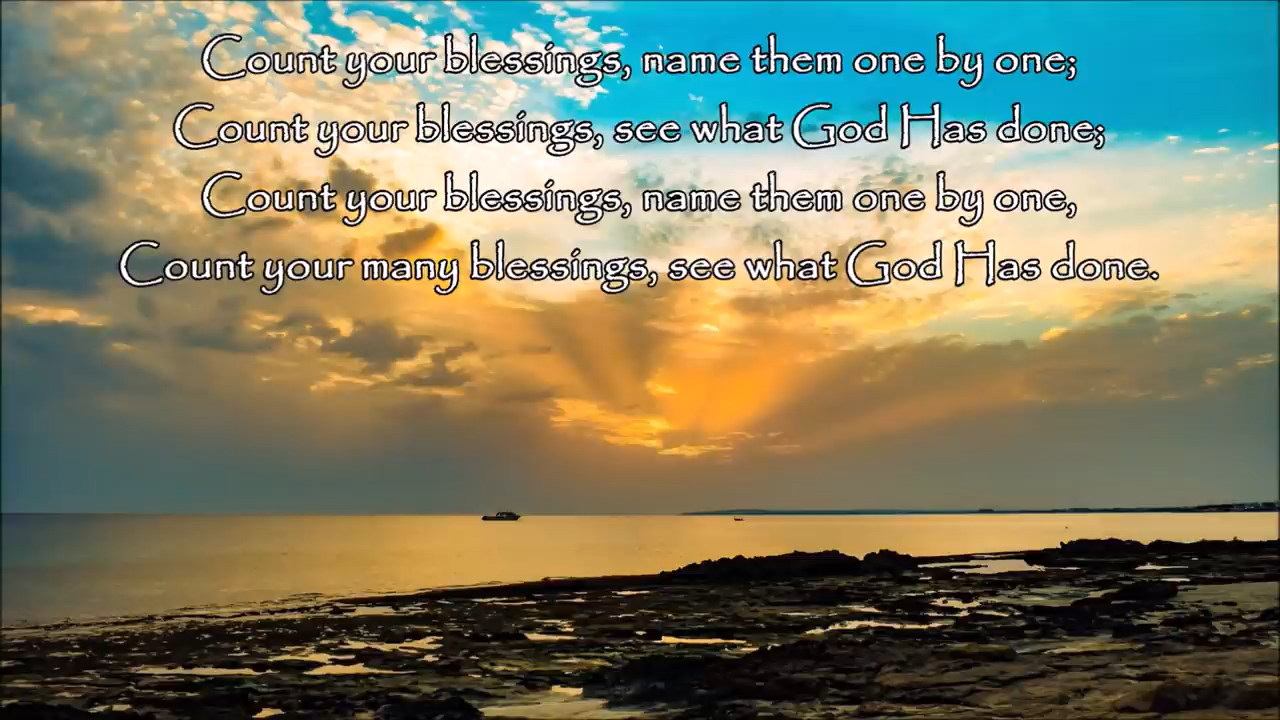 Count your blessings, name them one by one;
Count your blessings, see what God Has done;
Count your blessings, name them one by one,
Count your many blessings, see what God Has done.